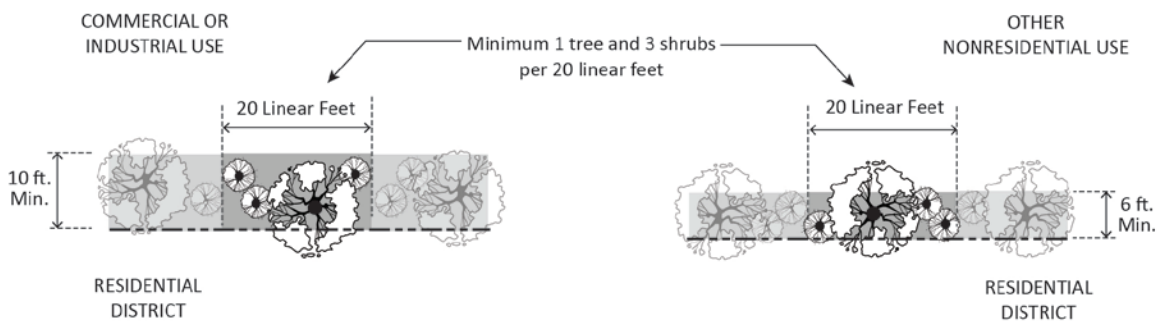 COMMERCIAL OR
INDUSTRIAL USE
Minimum 1 tree and 3 shrubs
per 20 linear feet
OTHER
NONRESIDENTIAL USE
20 Linear Feet
20 Linear Feet
10 ft.
Min.
6 ft.
Min.
RESIDENTIAL
DISTRICT
RESIDENTIAL
DISTRICT